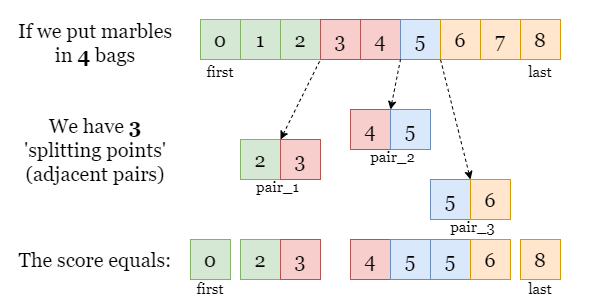 If we put marbles
in 4 bags
0 1 2 3 4 5 6 7 8
first last
We have 3
'splitting points'
(adjacent pairs)
4 5
pair_2
2 3
pair_1
5 6
pair_3
The score equals:
0 2 3 4 5 5 6 8
first last